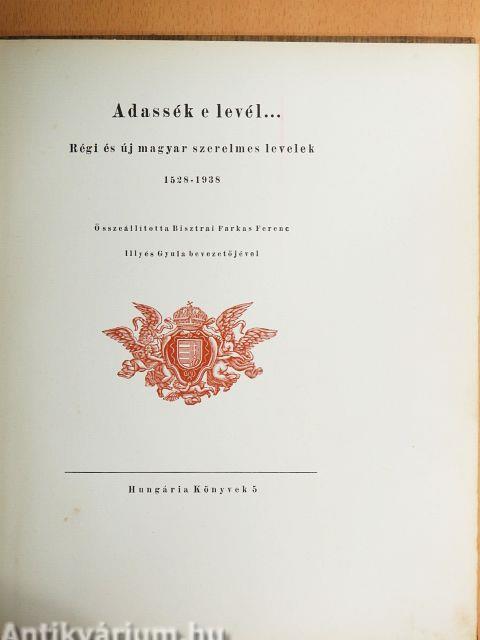 Adassék e levél...
Régi és új magyar szerelmes levelek
1528-1938
Összeállította Bisztrai Farkas Ferenc
Illyés Gyula bevezetőjével
Hungária Könyvek 5
Antikvárium.hu